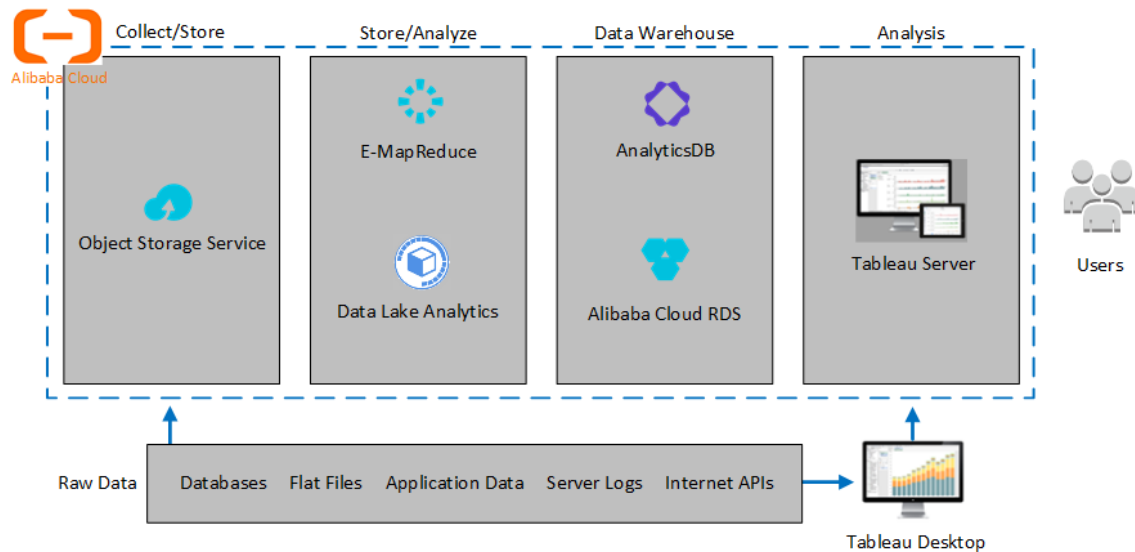 Collect/Store
Store/Analyze
Data Warehouse
Analysis
Alibaba Cloud
E-MapReduce
AnalyticsDB
Object Storage Service
Tableau Server
Users
Data Lake Analytics
Alibaba Cloud RDS
Raw Data
Databases
Flat Files
Application Data
Server Logs
Internet APIs
Tableau Desktop